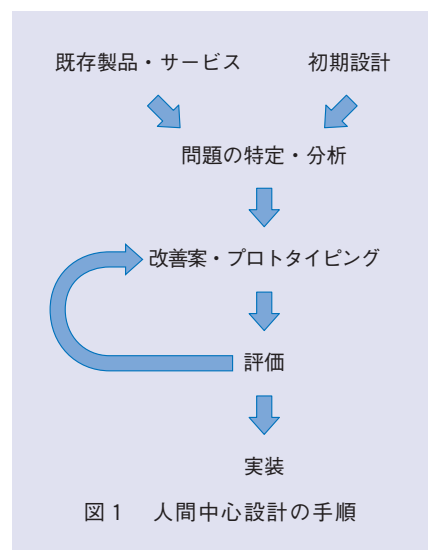 既存製品・サービス 初期設計
問題の特定・分析
改善案・プロトタイピング
評価
実装
図1 人間中心設計の手順